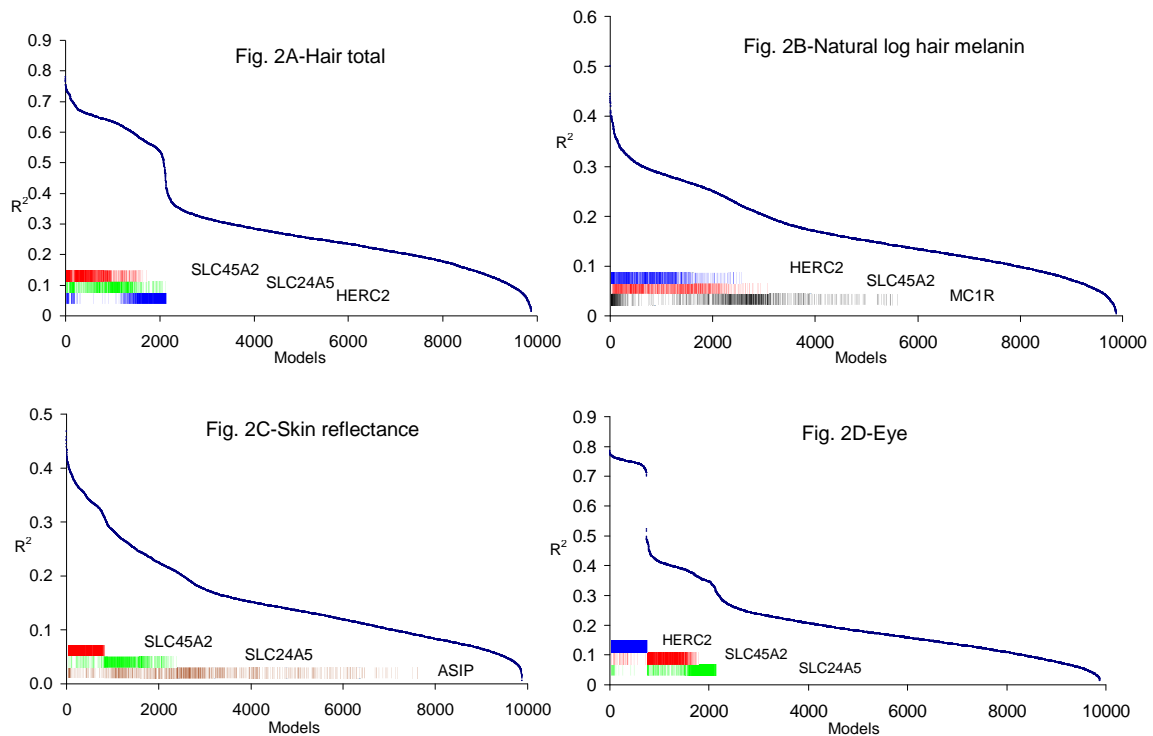 Fig. 2A-Hair total
0.9
0.8
0.7
0.6
0.5
0.4
0.3
0.2
0.1
0
R2
SLC45A2
SLC24A5
HERC2
0 2000 4000 6000 8000 10000
Models
Fig. 2B-Natural log hair melanin
0.6
0.5
0.4
0.3
0.2
0.1
0
R2
HERC2
SLC45A2
MC1R
0 2000 4000 6000 8000 10000
Models
Fig. 2C-Skin reflectance
0.5
0.4
0.3
0.2
0.1
0.0
R2
SLC45A2
SLC24A5
ASIP
0 2000 4000 6000 8000 10000
Models
Fig. 2D-Eye
0.9
0.8
0.7
0.6
0.5
0.4
0.3
0.2
0.1
0
R2
HERC2
SLC45A2
SLC24A5
0 2000 4000 6000 8000 10000
Models